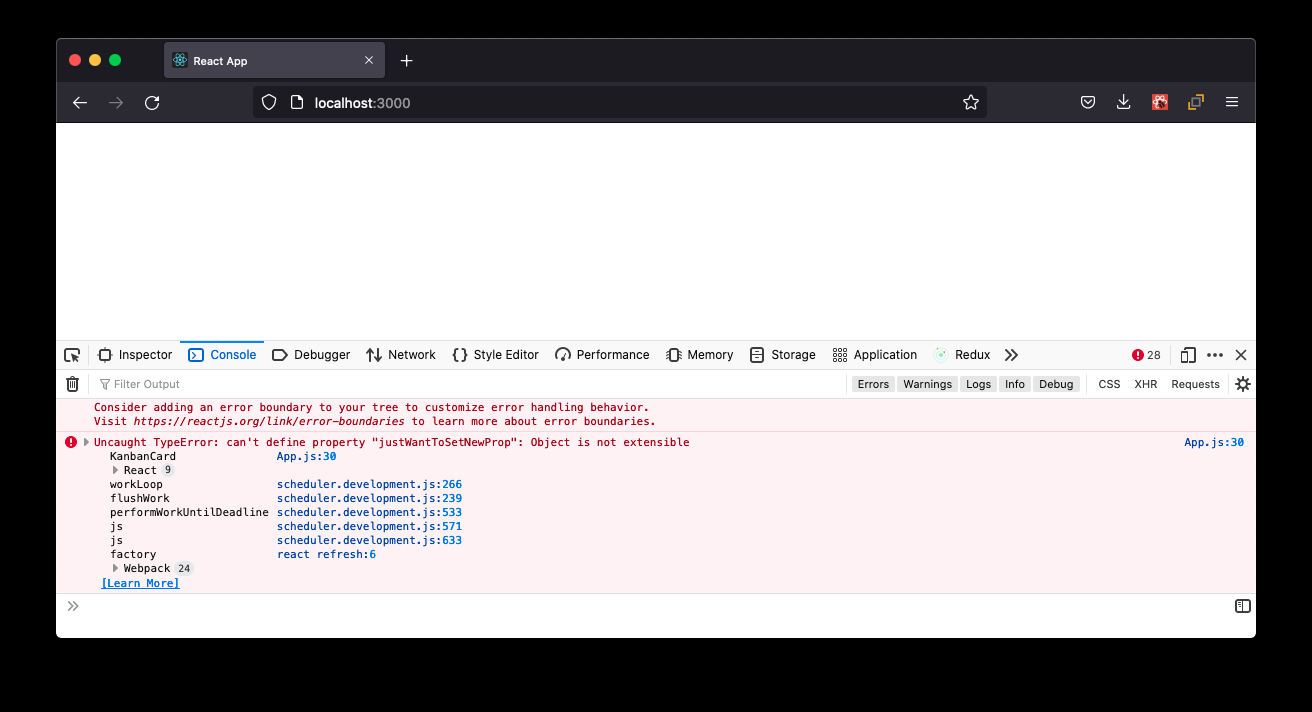 React App
localhost:3000
Inspector Console Debugger Network Style Editor Performance Memory Storage Application Redux 28
Filter Output Errors Warnings Logs Info Debug CSS XHR Requests
Consider adding an error boundary to your tree to customize error handling behavior.
Visit https://reactjs.org/link/error-boundaries to learn more about error boundaries.
Uncaught TypeError: can't define property "justWantToSetNewProp": Object is not extensible App.js:30
KanbanCard App.js:30
React 9
workLoop scheduler.development.js:266
flushWork scheduler.development.js:239
performWorkUntilDeadline scheduler.development.js:533
js scheduler.development.js:571
js scheduler.development.js:633
factory react refresh:6
Webpack 24
[Learn More]